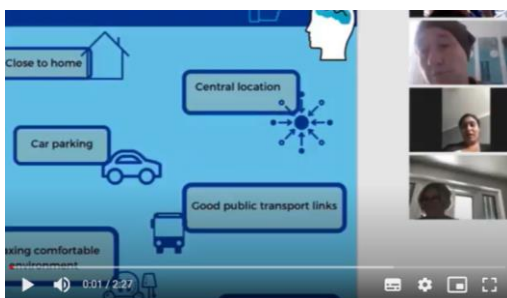 Close to home
Central location
Car parking
Good public transport links
axing comfortable
environment
0:01 / 2:27